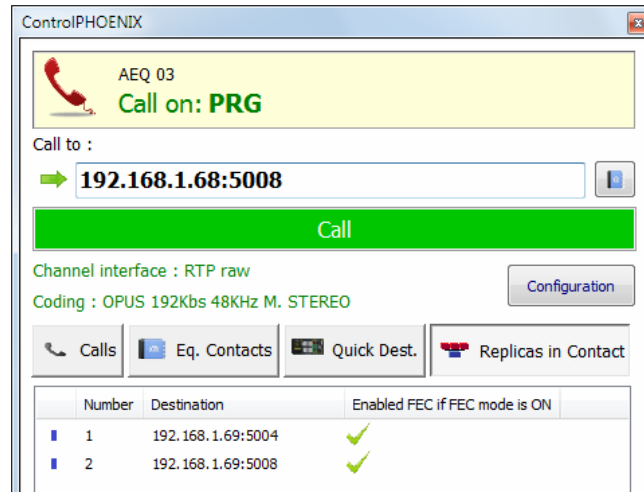 ControlPHOENIX
AEQ 03
Call on: PRG
Call to :
192.168.1.68:5008
Call
Channel interface : RTP raw
Configuration
Coding : OPUS 192Kbs 48KHz M. STEREO
Calls Eq. Contacts Quick Dest. Replicas in Contact
Number Destination Enabled FEC if FEC mode is ON
1 192.168.1.69:5004
2 192.168.1.69:5008